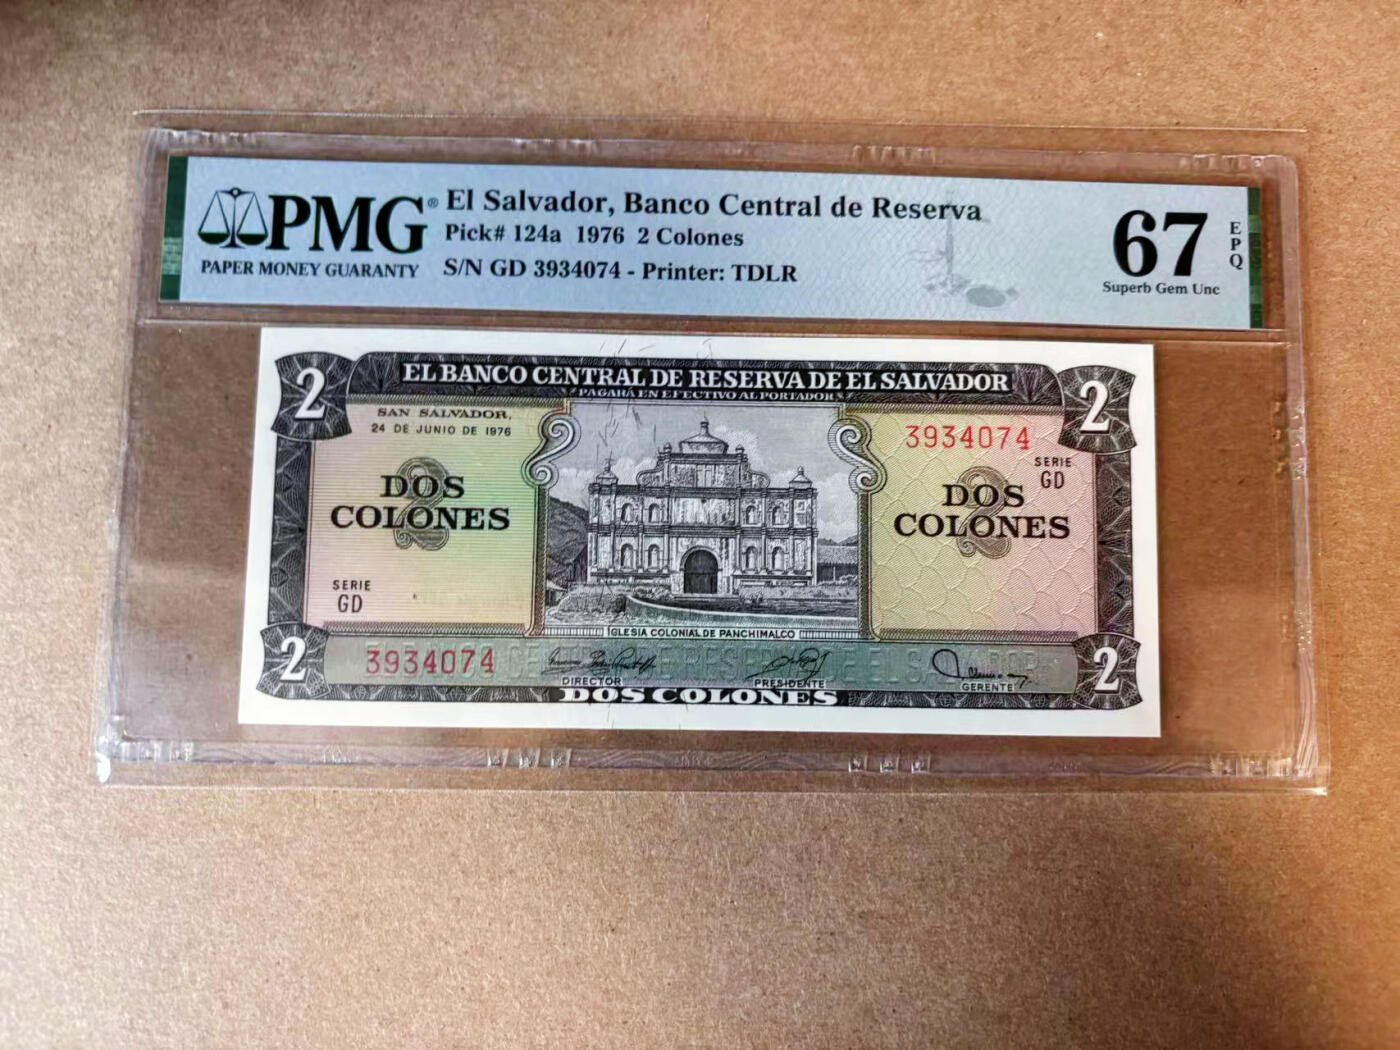 PMG®
PAPER MONEY GUARANTY
El Salvador, Banco Central de Reserva
Pick# 124a 1976 2 Colones
S/N GD 3934074 - Printer: TDLR
67
EPQ
Superb Gem Unc
2
EL BANCO CENTRAL DE RESERVA DE EL SALVADOR
2
PAGARÁ EN EFECTIVO AL PORTADOR
SAN SALVADOR,
24 DE JUNIO DE 1976
3934074
SERIE
GD
2
DOS
COLONES
2
DOS
COLONES
SERIE
GD
IGLESIA COLONIAL DE PANCHIMALCO
2
3934074
DIRECTOR
PRESIDENTE
GERENTE
2
DOS COLONES